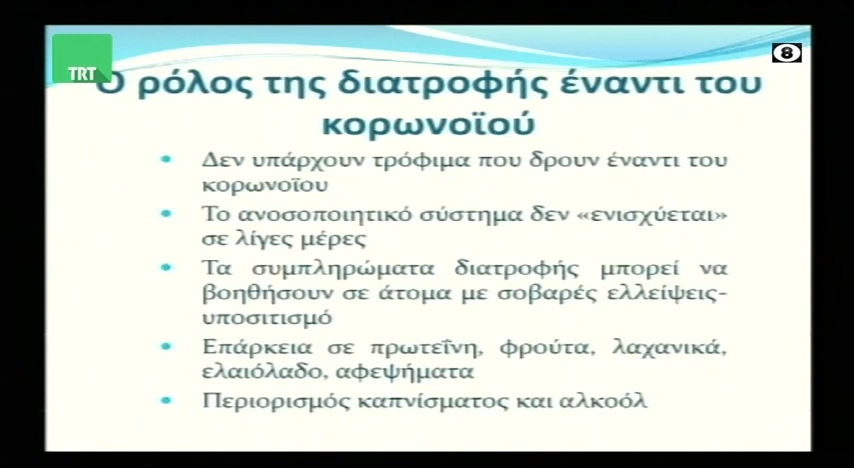 TRT
8
Ο ρόλος της διατροφής έναντι του
κορωνοϊού
• Δεν υπάρχουν τρόφιμα που δρουν έναντι του
κορωνοϊου
• Το ανοσοποιητικό σύστημα δεν «ενισχύεται»
σε λίγες μέρες
• Τα συμπληρώματα διατροφής μπορεί να
βοηθήσουν σε άτομα με σοβαρές ελλείψεις-
υποσιτισμό
• Επάρκεια σε πρωτεΐνη, φρούτα, λαχανικά,
ελαιόλαδο, αφεψήματα
• Περιορισμός καπνίσματος και αλκοόλ